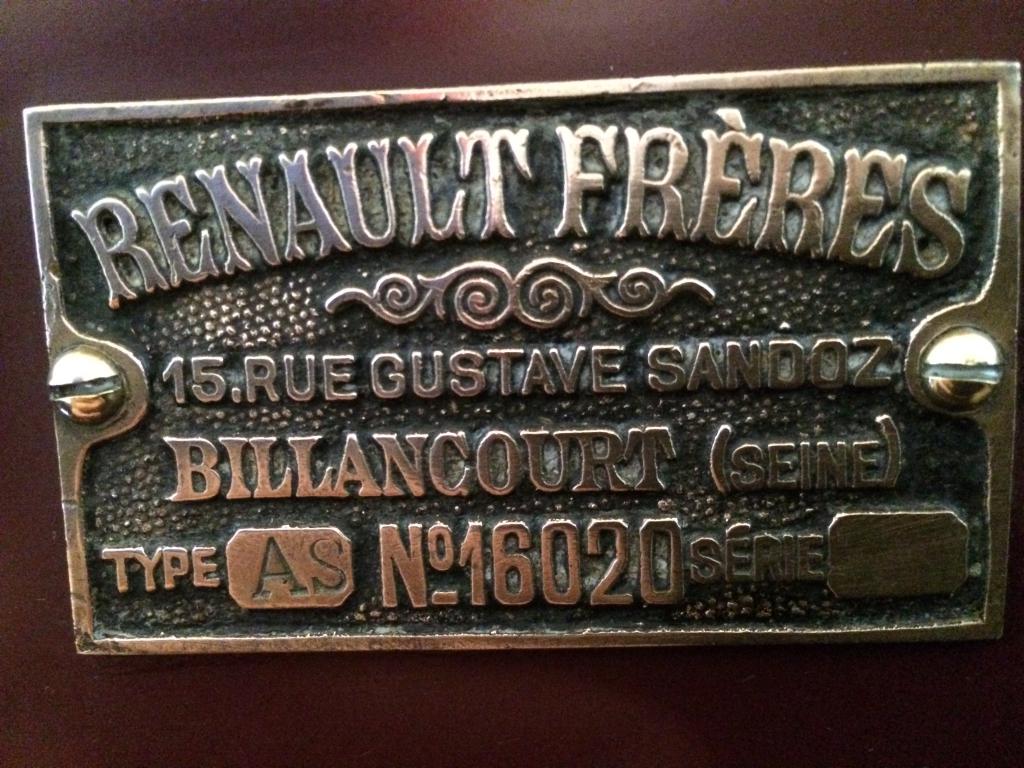 RENAULT FRÈRES
15.RUE GUSTAVE SANDOZ
BILLANCOURT (SEINE)
TYPE AS Nº16020 SÉRIE